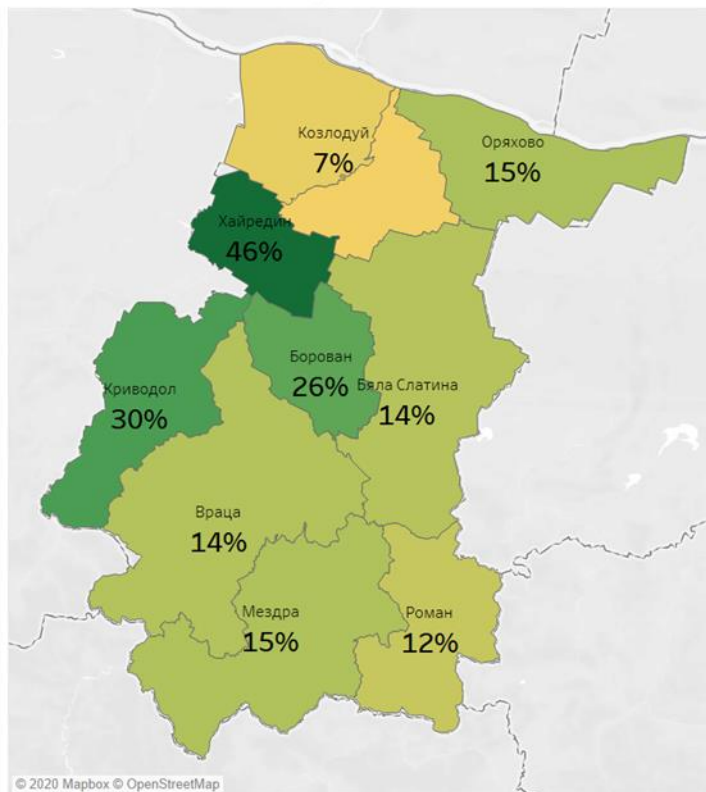 Козлодуй
7%
Оряхово
15%
Хайредин
46%
Борован
26%
Бяла Слатина
14%
Криводол
30%
Враца
14%
Мездра
15%
Роман
12%
© 2020 Mapbox © OpenStreetMap